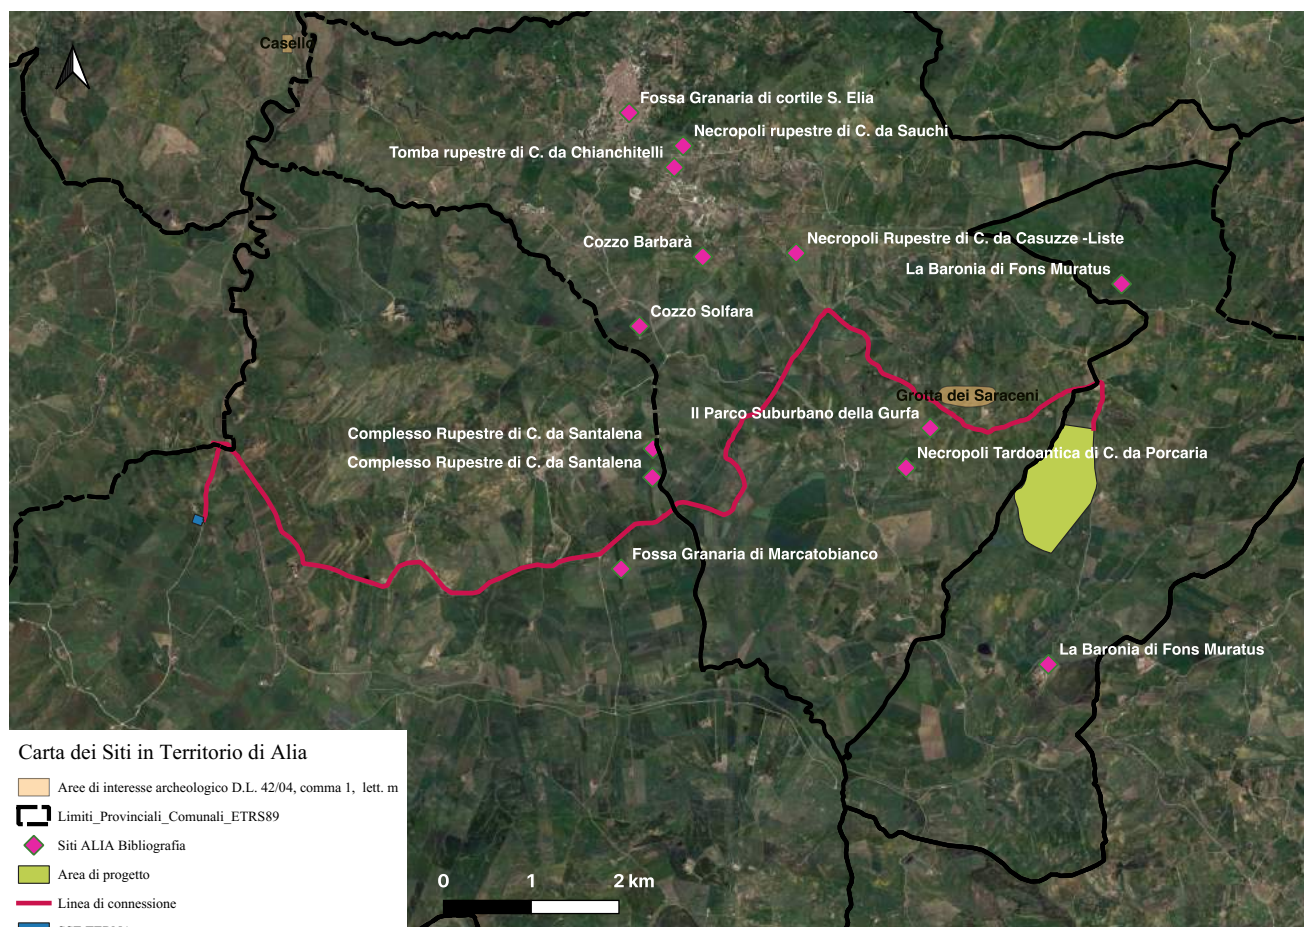 Casello
Fossa Granaria di cortile S. Elia
Necropoli rupestre di C. da Sauchi
Tomba rupestre di C. da Chianchitelli
Cozzo Barbarà
Necropoli Rupestre di C. da Casuzze -Liste
La Baronia di Fons Muratus
Cozzo Solfara
Grotta dei Saraceni
Il Parco Suburbano della Gurfa
Complesso Rupestre di C. da Santalena
Necropoli Tardoantica di C. da Porcaria
Complesso Rupestre di C. da Santalena
Fossa Granaria di Marcatobianco
La Baronia di Fons Muratus
Carta dei Siti in Territorio di Alia
Aree di interesse archeologico D.L. 42/04, comma 1, lett. m
Limiti_Provinciali_Comunali_ETRS89
Siti ALIA Bibliografia
Area di progetto
Linea di connessione
0 1 2 km